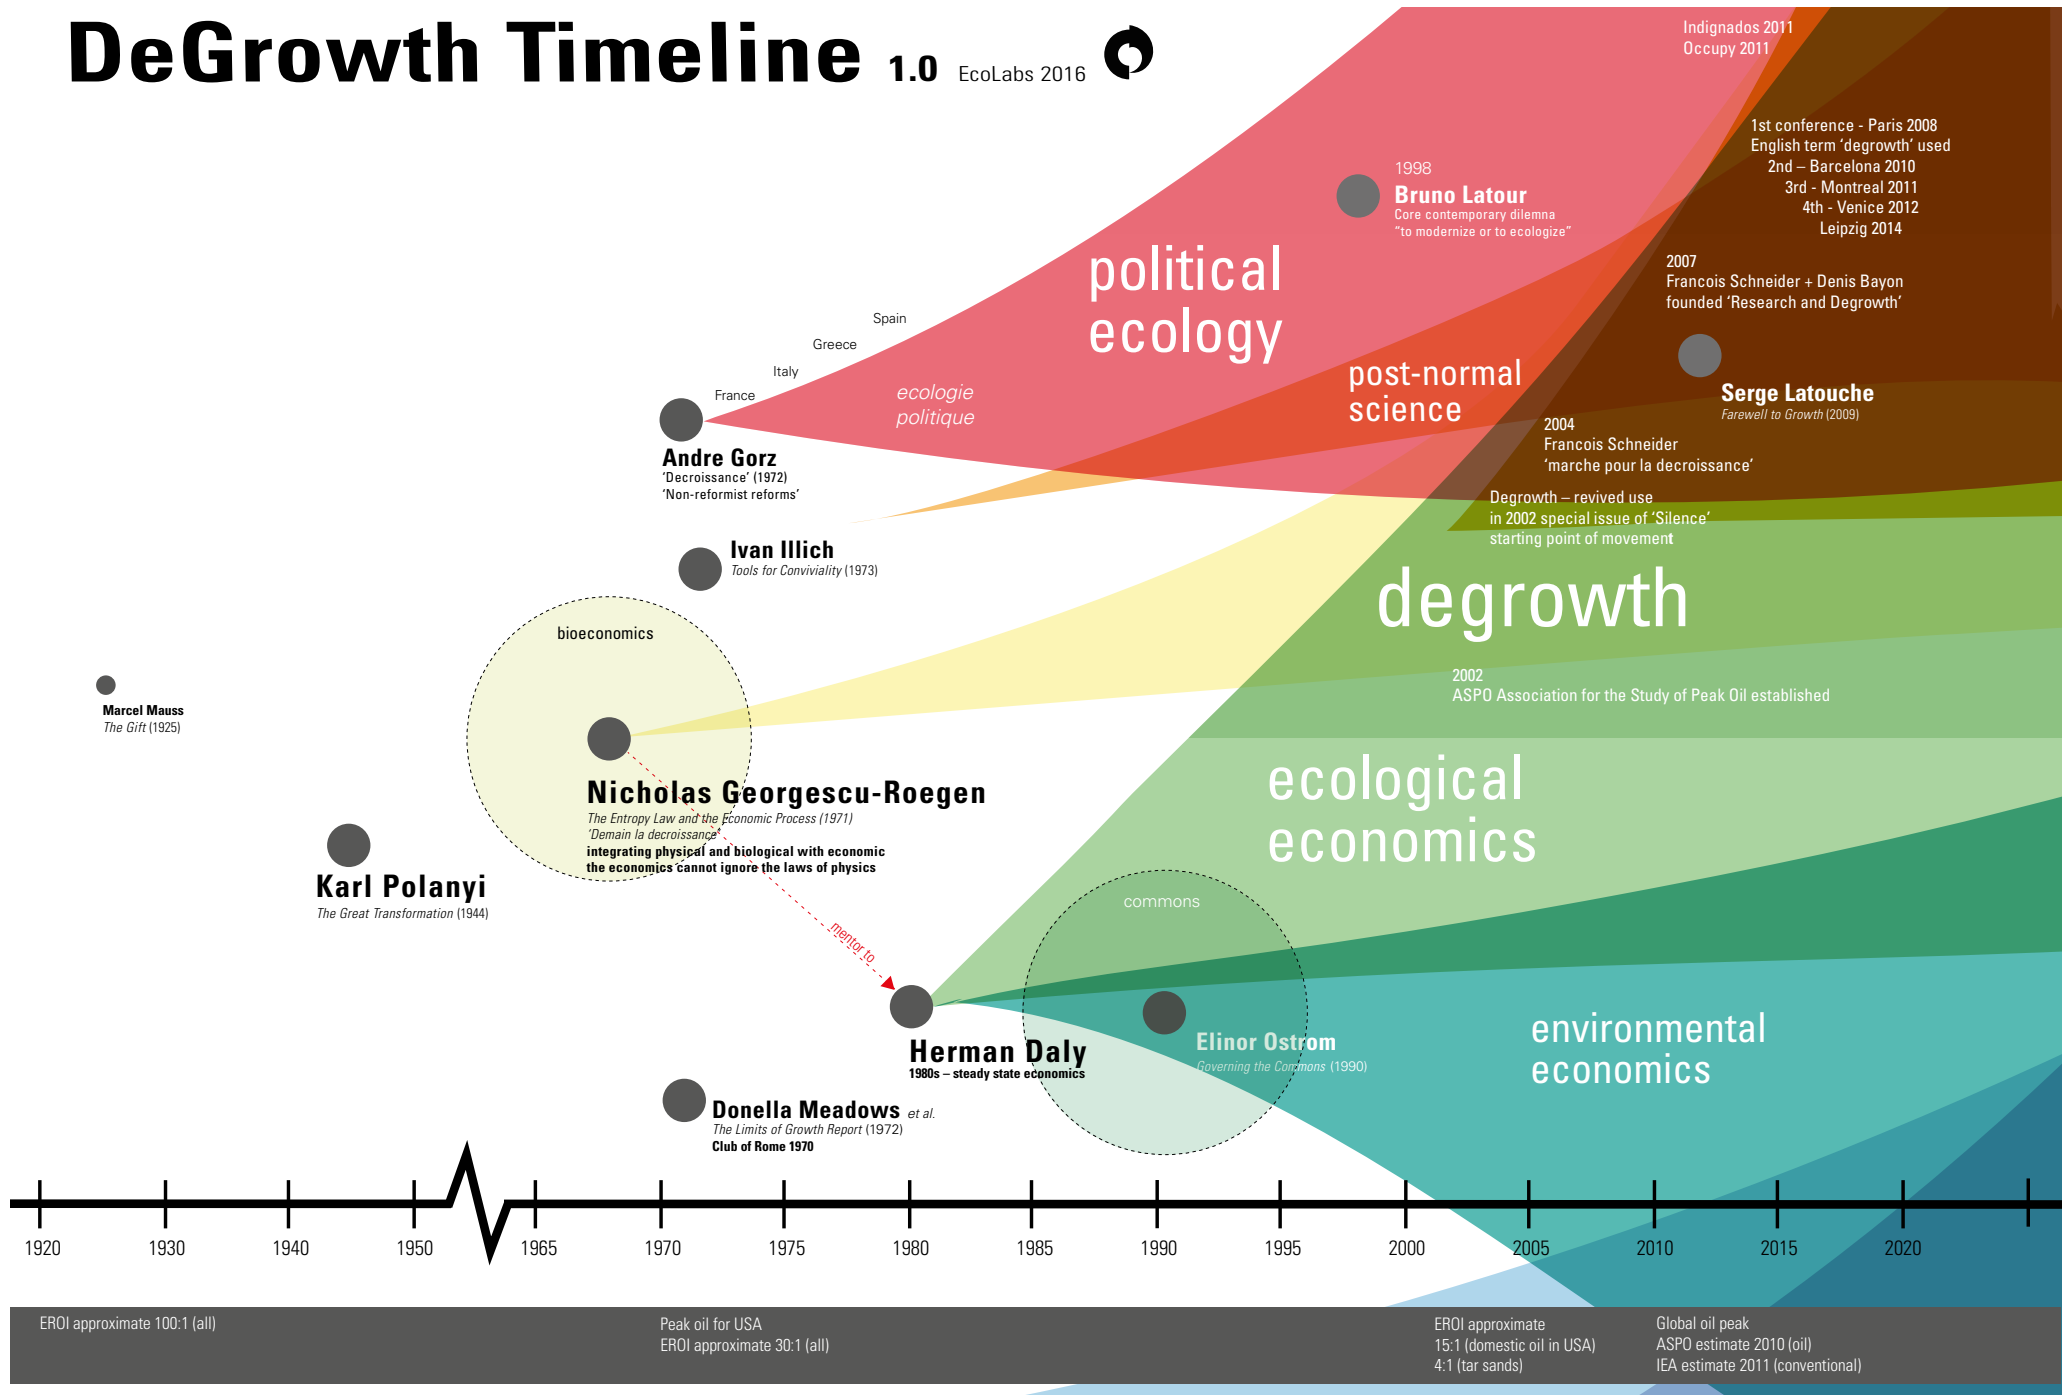 DeGrowth Timeline 1.0 EcoLabs 2016
Indignados 2011
Occupy 2011
1st conference - Paris 2008
English term ‘degrowth’ used
2nd – Barcelona 2010
3rd - Montreal 2011
4th - Venice 2012
Leipzig 2014
1998
Bruno Latour
Core contemporary dilemna
“to modernize or to ecologize”
political
ecology
2007
Francois Schneider + Denis Bayon
founded ‘Research and Degrowth’
Spain
Greece
Italy
France
ecologie
politique
post-normal
science
Serge Latouche
Farewell to Growth (2009)
2004
Francois Schneider
‘marche pour la decroissance’
Andre Gorz
‘Decroissance’ (1972)
‘Non-reformist reforms’
Degrowth – revived use
in 2002 special issue of ‘Silence’
starting point of movement
Ivan Illich
Tools for Conviviality (1973)
degrowth
bioeconomics
2002
ASPO Association for the Study of Peak Oil established
Marcel Mauss
The Gift (1925)
Nicholas Georgescu-Roegen
The Entropy Law and the Economic Process (1971)
‘Demain la decroissance’
integrating physical and biological with economic
the economics cannot ignore the laws of physics
ecological
economics
Karl Polanyi
The Great Transformation (1944)
mentor to
commons
Herman Daly
1980s – steady state economics
Elinor Ostrom
Governing the Commons (1990)
environmental
economics
Donella Meadows et al.
The Limits of Growth Report (1972)
Club of Rome 1970
1920 1930 1940 1950 1965 1970 1975 1980 1985 1990 1995 2000 2005 2010 2015 2020
EROI approximate 100:1 (all)
Peak oil for USA
EROI approximate 30:1 (all)
EROI approximate
15:1 (domestic oil in USA)
4:1 (tar sands)
Global oil peak
ASPO estimate 2010 (oil)
IEA estimate 2011 (conventional)